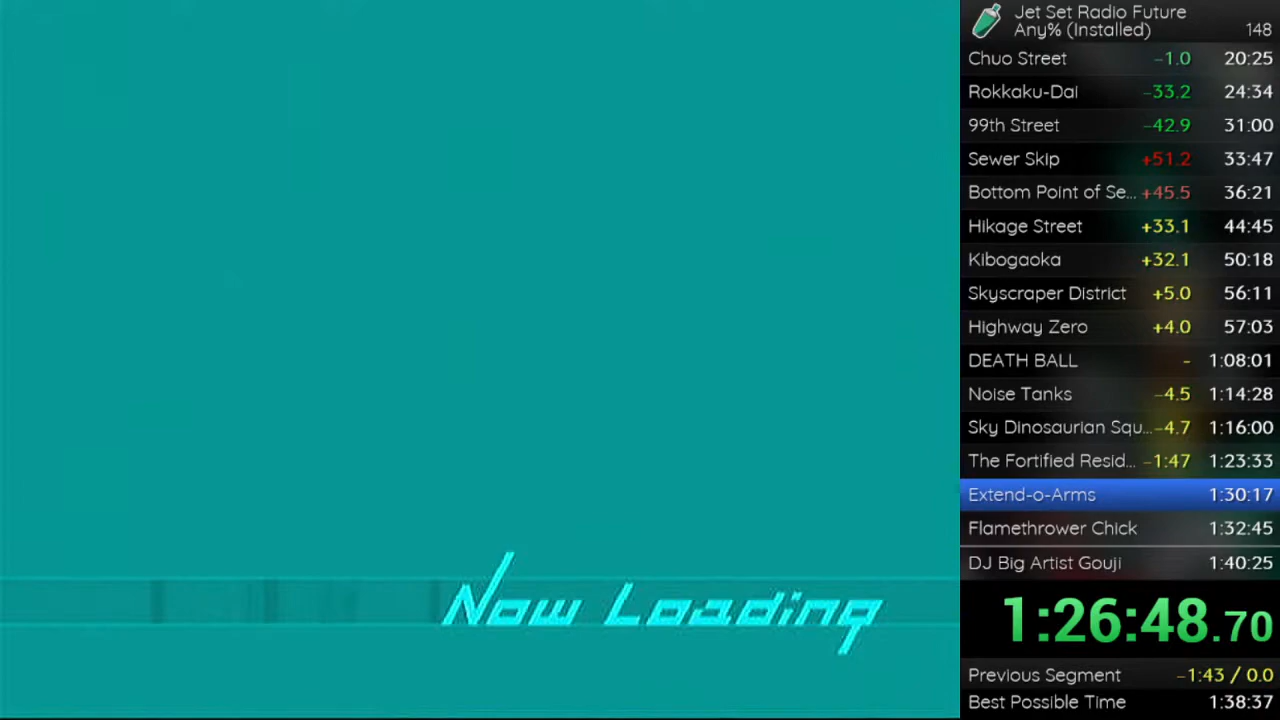 Jet Set Radio Future
Any% (Installed) 148
Chuo Street −1.0 20:25
Rokkaku-Dai −33.2 24:34
99th Street −42.9 31:00
Sewer Skip +51.2 33:47
Bottom Point of Se... +45.5 36:21
Hikage Street +33.1 44:45
Kibogaoka +32.1 50:18
Skyscraper District +5.0 56:11
Highway Zero +4.0 57:03
DEATH BALL - 1:08:01
Noise Tanks −4.5 1:14:28
Sky Dinosaurian Squ... −4.7 1:16:00
The Fortified Resid... −1:47 1:23:33
Extend-o-Arms 1:30:17
Flamethrower Chick 1:32:45
DJ Big Artist Gouji 1:40:25
Now Loading
1:26:48.70
Previous Segment −1:43 / 0.0
Best Possible Time 1:38:37